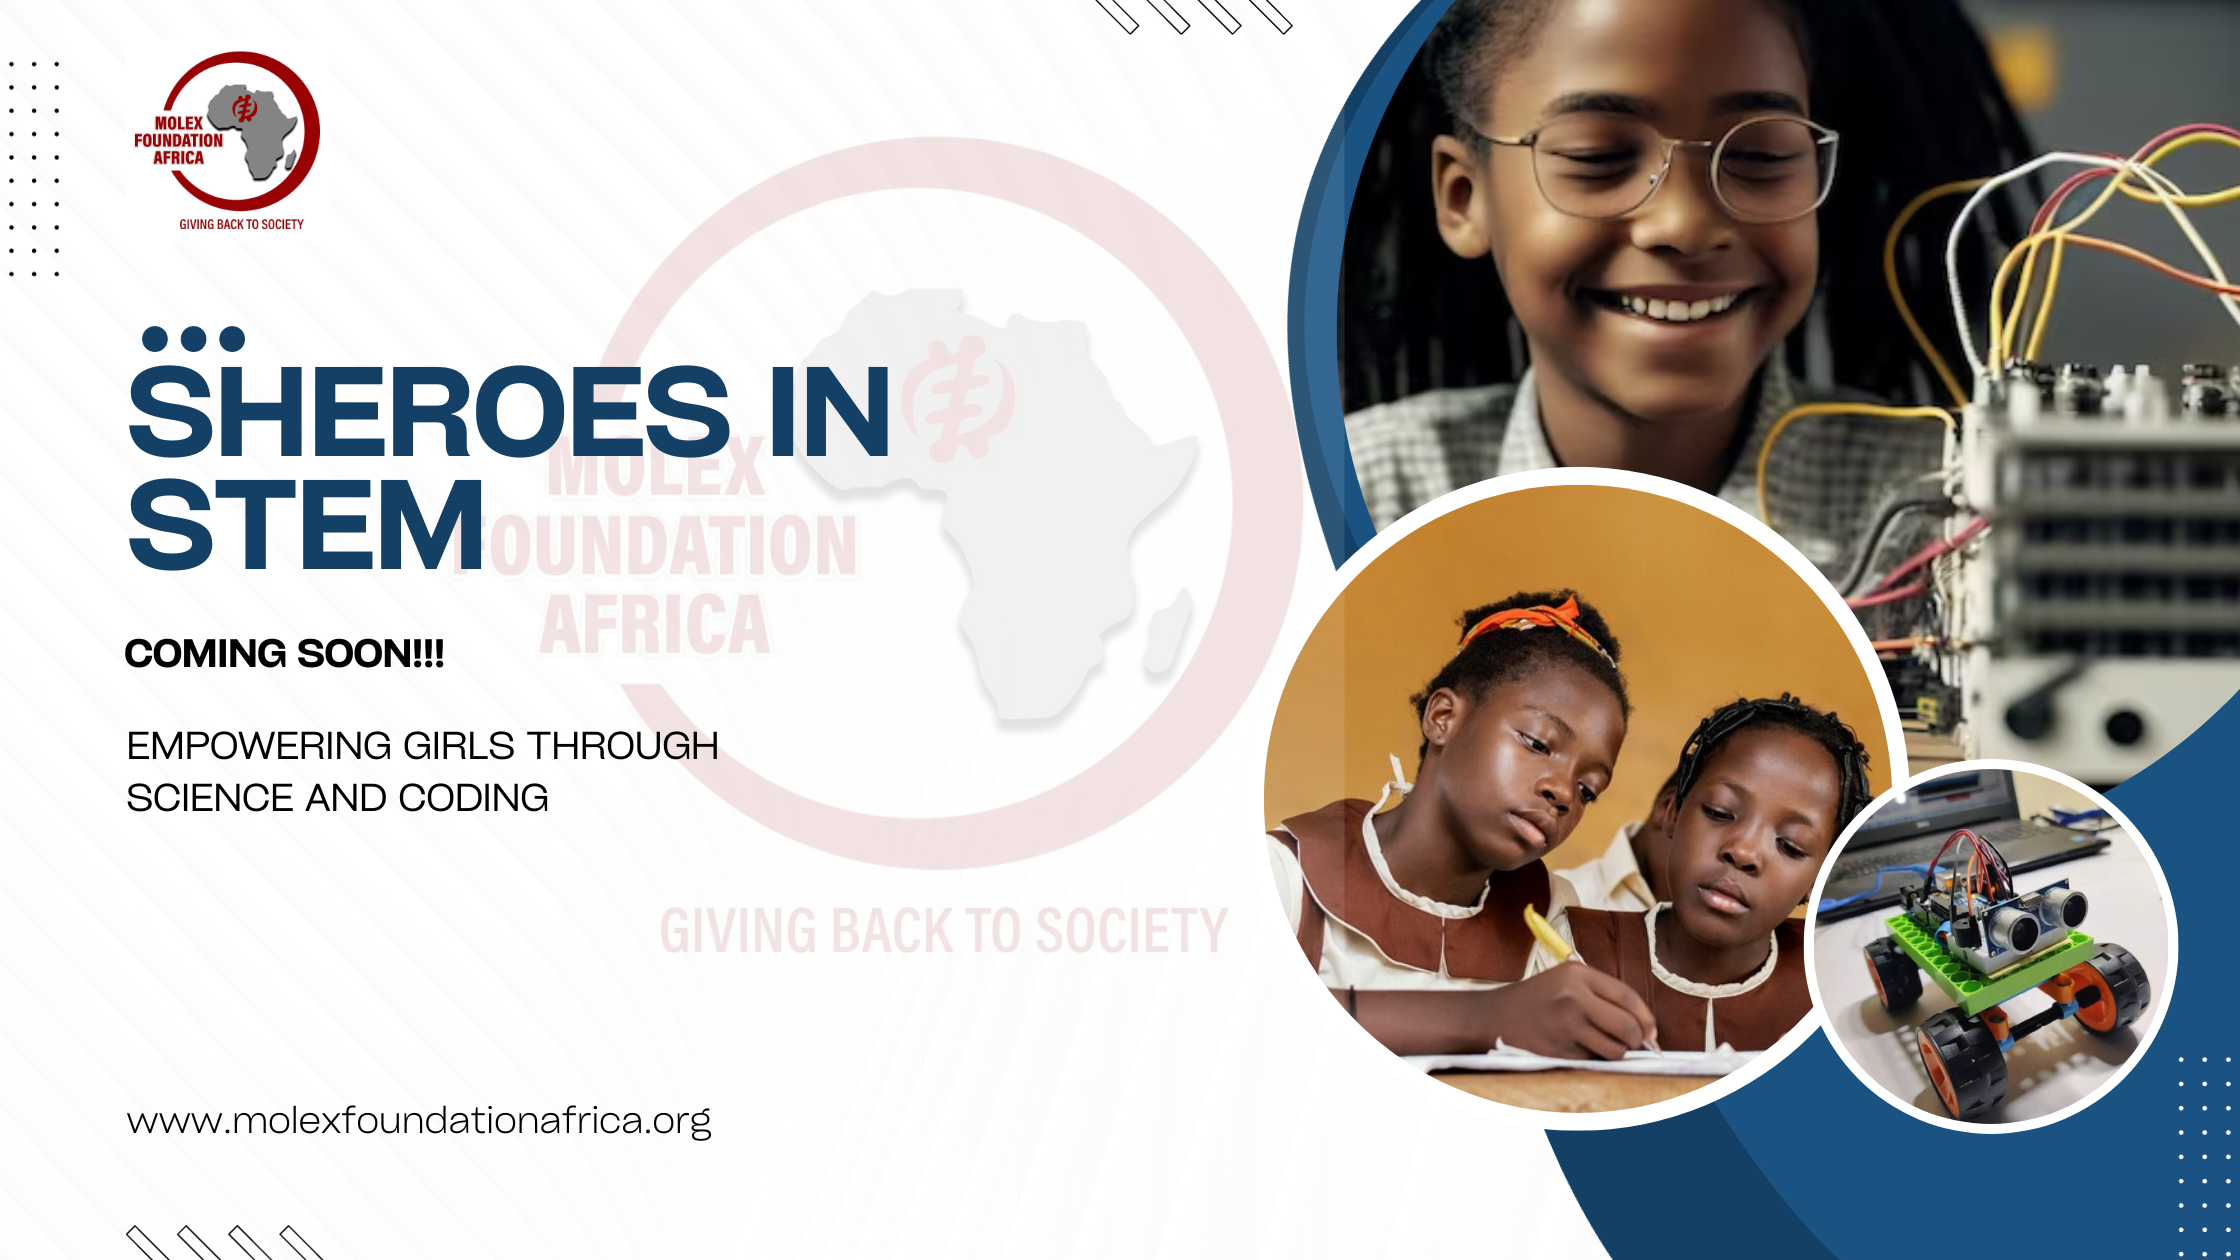 MOLEX
FOUNDATION
AFRICA
GIVING BACK TO SOCIETY
SHEROES IN
STEM
MOLEX
FOUNDATION
AFRICA
COMING SOON!!!
EMPOWERING GIRLS THROUGH
SCIENCE AND CODING
GIVING BACK TO SOCIETY
www.molexfoundationafrica.org